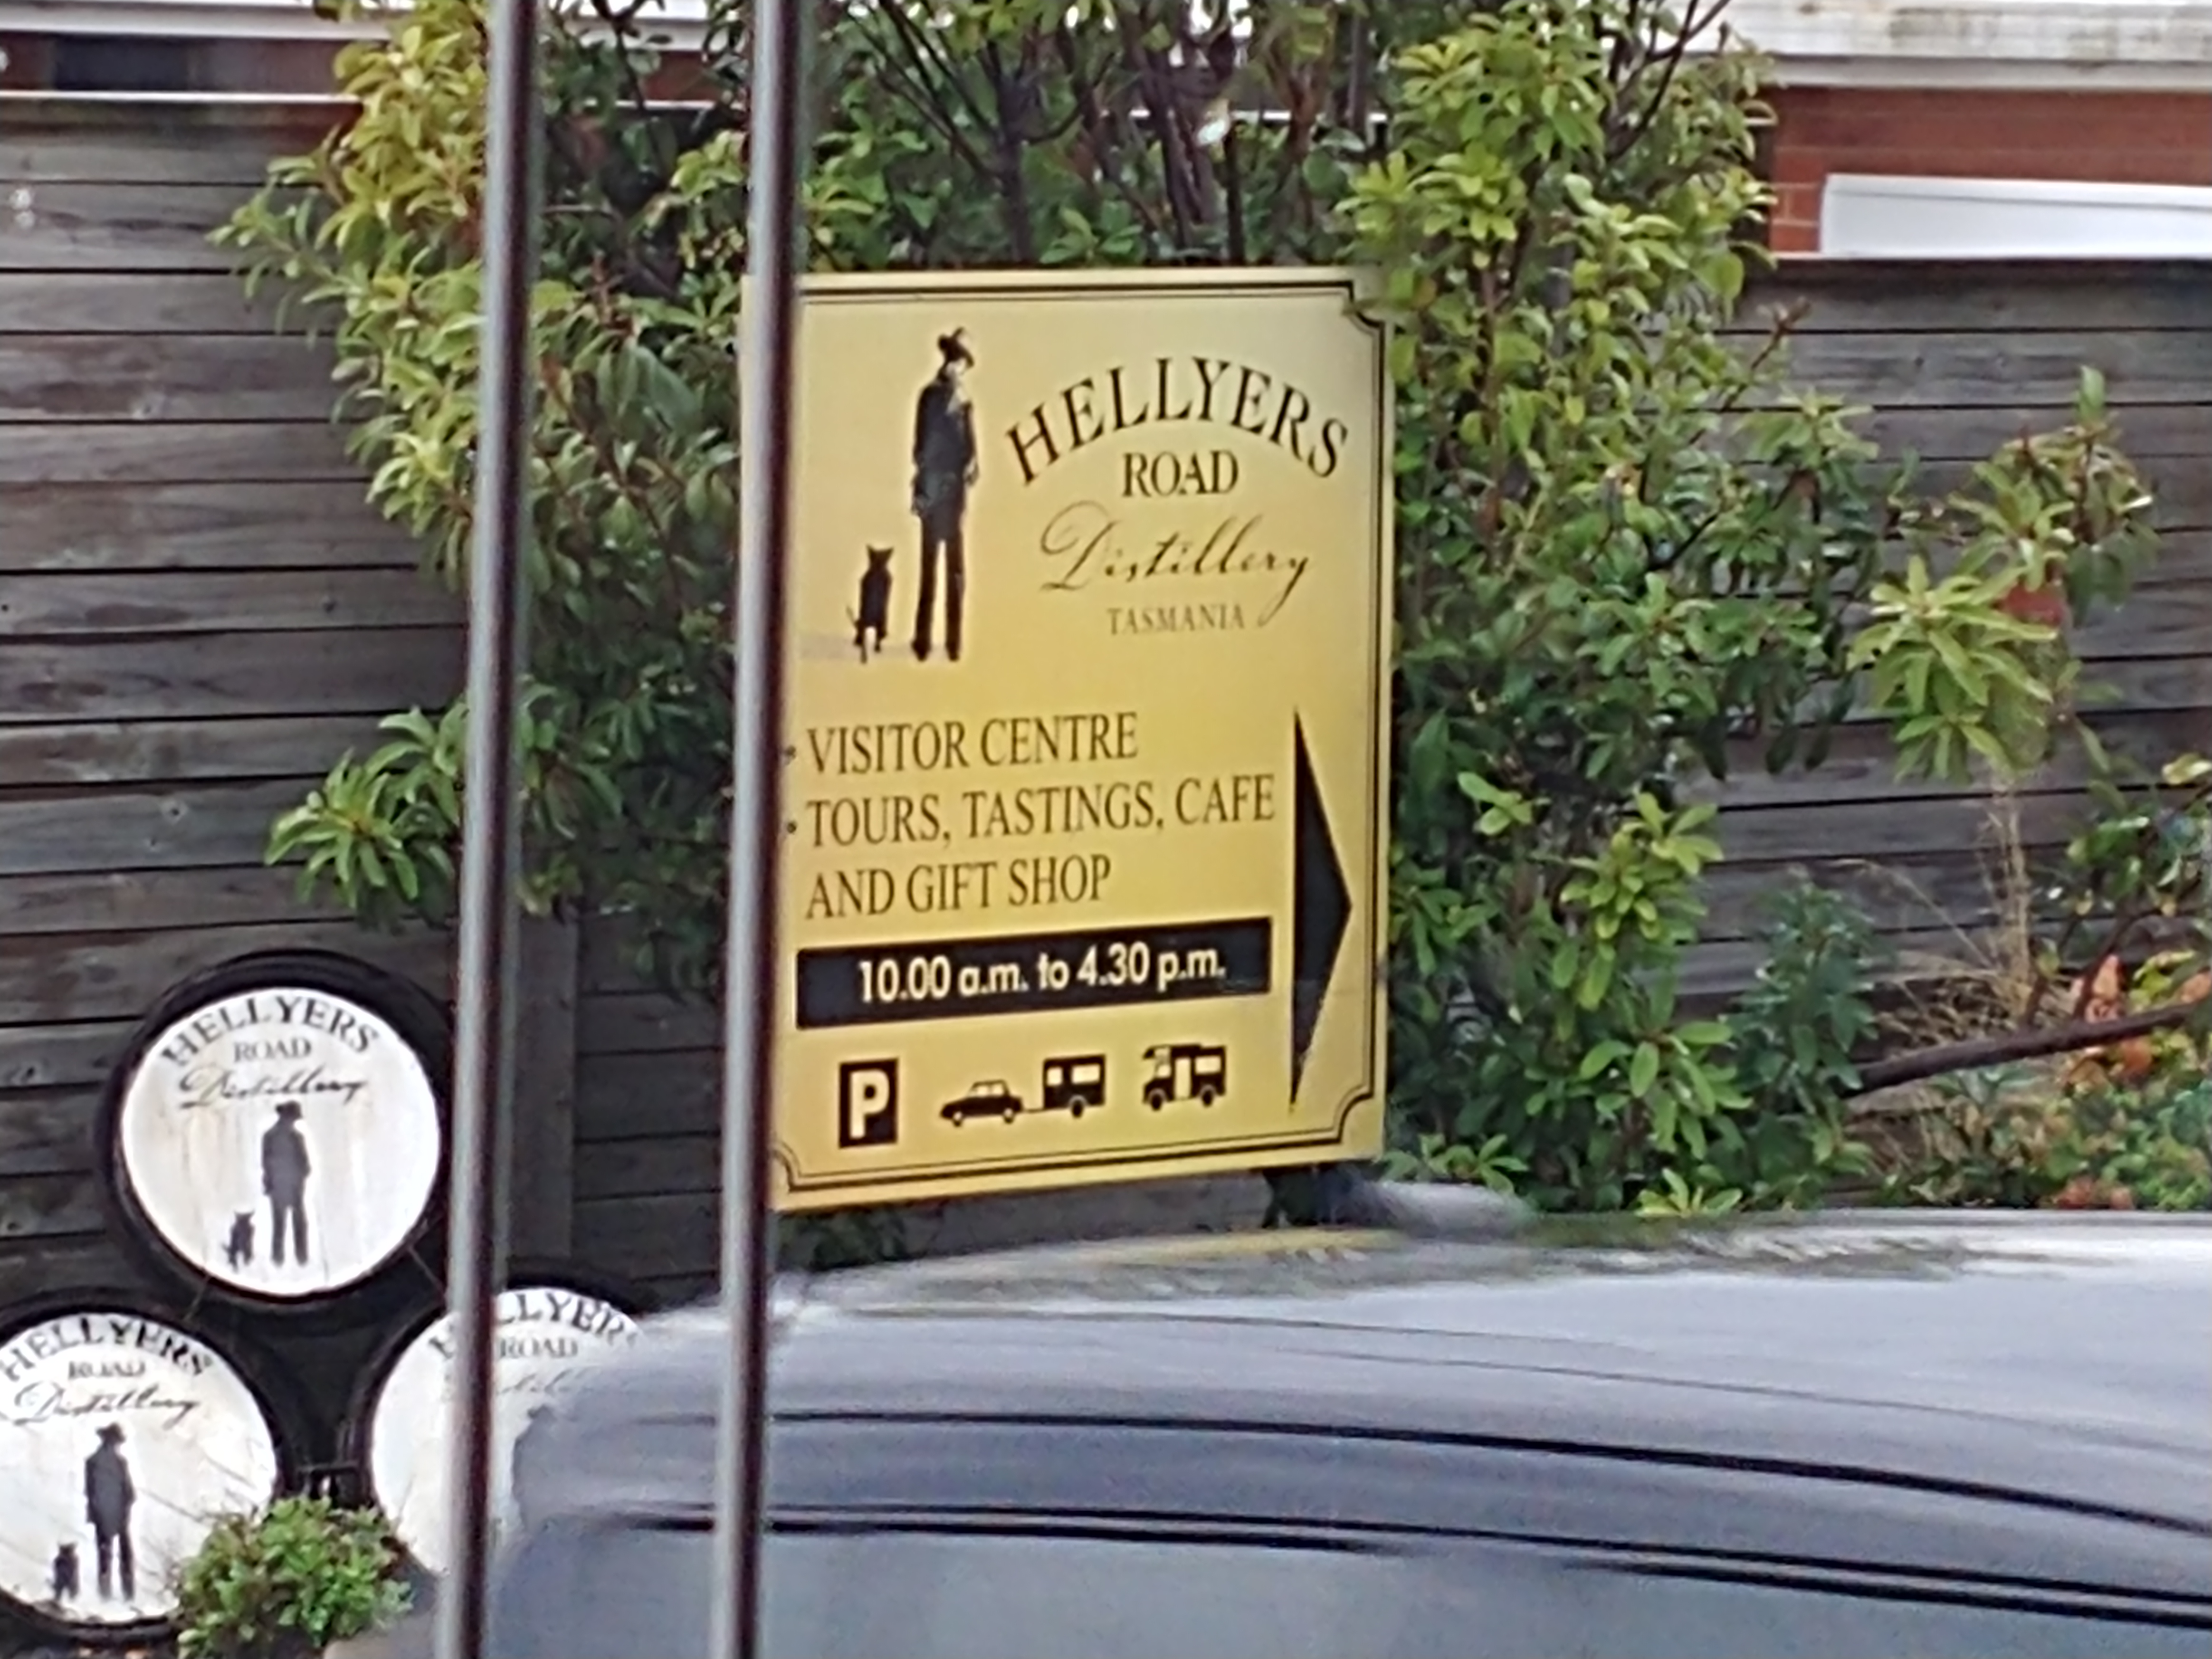 HELLYERS
ROAD
Distillery
TASMANIA
• VISITOR CENTRE
• TOURS, TASTINGS, CAFE
AND GIFT SHOP
10.00 a.m. to 4.30 p.m.
P
HELLYERS
ROAD
Distillery
HELLYERS
ROAD
Distillery
ROAD